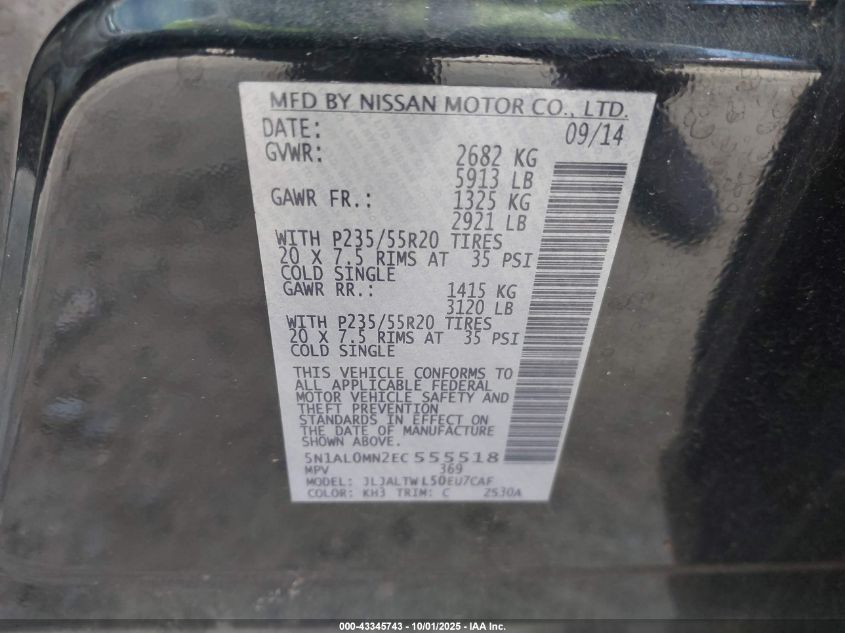 MFD BY NISSAN MOTOR CO., LTD.
DATE: 09/14
GVWR: 2682 KG
5913 LB
GAWR FR.: 1325 KG
2921 LB
WITH P235/55R20 TIRES
20 X 7.5 RIMS AT 35 PSI
COLD SINGLE
GAWR RR.: 1415 KG
3120 LB
WITH P235/55R20 TIRES
20 X 7.5 RIMS AT 35 PSI
COLD SINGLE
THIS VEHICLE CONFORMS TO
ALL APPLICABLE FEDERAL
MOTOR VEHICLE SAFETY AND
THEFT PREVENTION
STANDARDS IN EFFECT ON
THE DATE OF MANUFACTURE
SHOWN ABOVE.
5N1AL0MN2EC555518
MPV 369
MODEL: JLJALTWL50EU7CAF
COLOR: KH3 TRIM: C 2530A
000-43345743 - 10/01/2025 - IAA Inc.